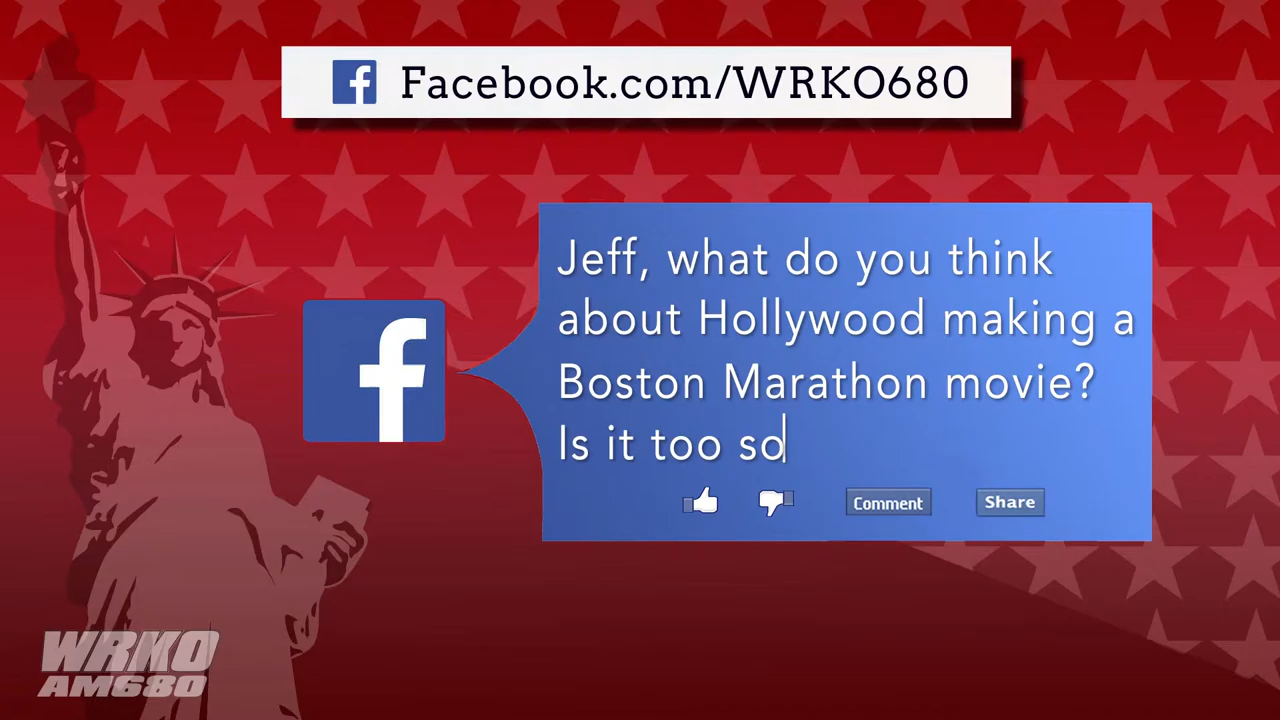 Facebook.com/WRKO680
Jeff, what do you think
about Hollywood making a
Boston Marathon movie?
Is it too so
Comment
Share
WRKO
AM680